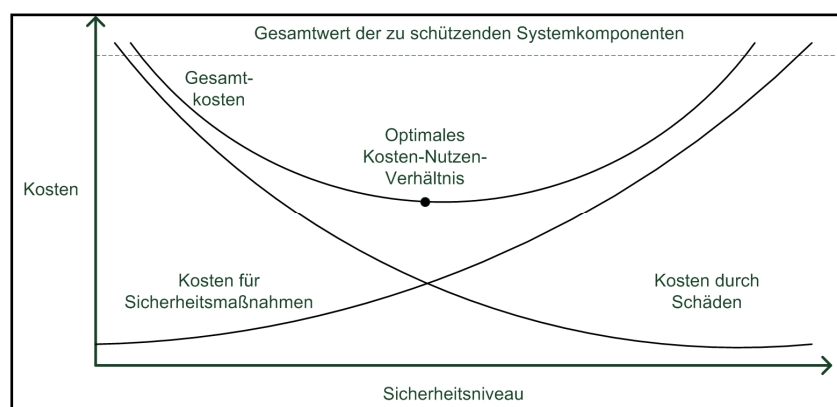 Gesamtwert der zu schützenden Systemkomponenten
Gesamt-
kosten
Optimales
Kosten-Nutzen-
Verhältnis
Kosten
Kosten für
Sicherheitsmaßnahmen
Kosten durch
Schäden
Sicherheitsniveau